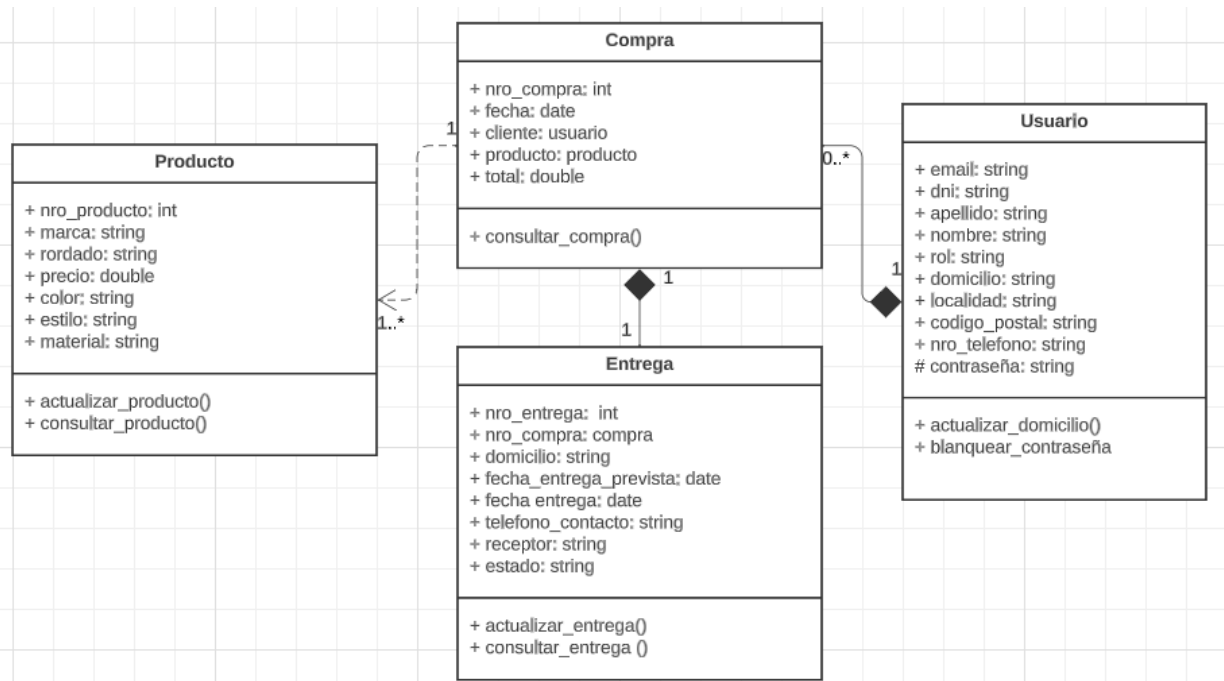 Compra
+ nro_compra: int
+ fecha: date
+ cliente: usuario
+ producto: producto
+ total: double
+ consultar_compra()
1
0..*
1
Producto
+ nro_producto: int
+ marca: string
+ rordado: string
+ precio: double
+ color: string
+ estilo: string
+ material: string
+ actualizar_producto()
+ consultar_producto()
1..*
1
Entrega
+ nro_entrega: int
+ nro_compra: compra
+ domicilio: string
+ fecha_entrega_prevista: date
+ fecha entrega: date
+ telefono_contacto: string
+ receptor: string
+ estado: string
+ actualizar_entrega()
+ consultar_entrega ()
Usuario
+ email: string
+ dni: string
+ apellido: string
+ nombre: string
+ rol: string
+ domicilio: string
+ localidad: string
+ codigo_postal: string
+ nro_telefono: string
# contraseña: string
+ actualizar_domicilio()
+ blanquear_contraseña
1